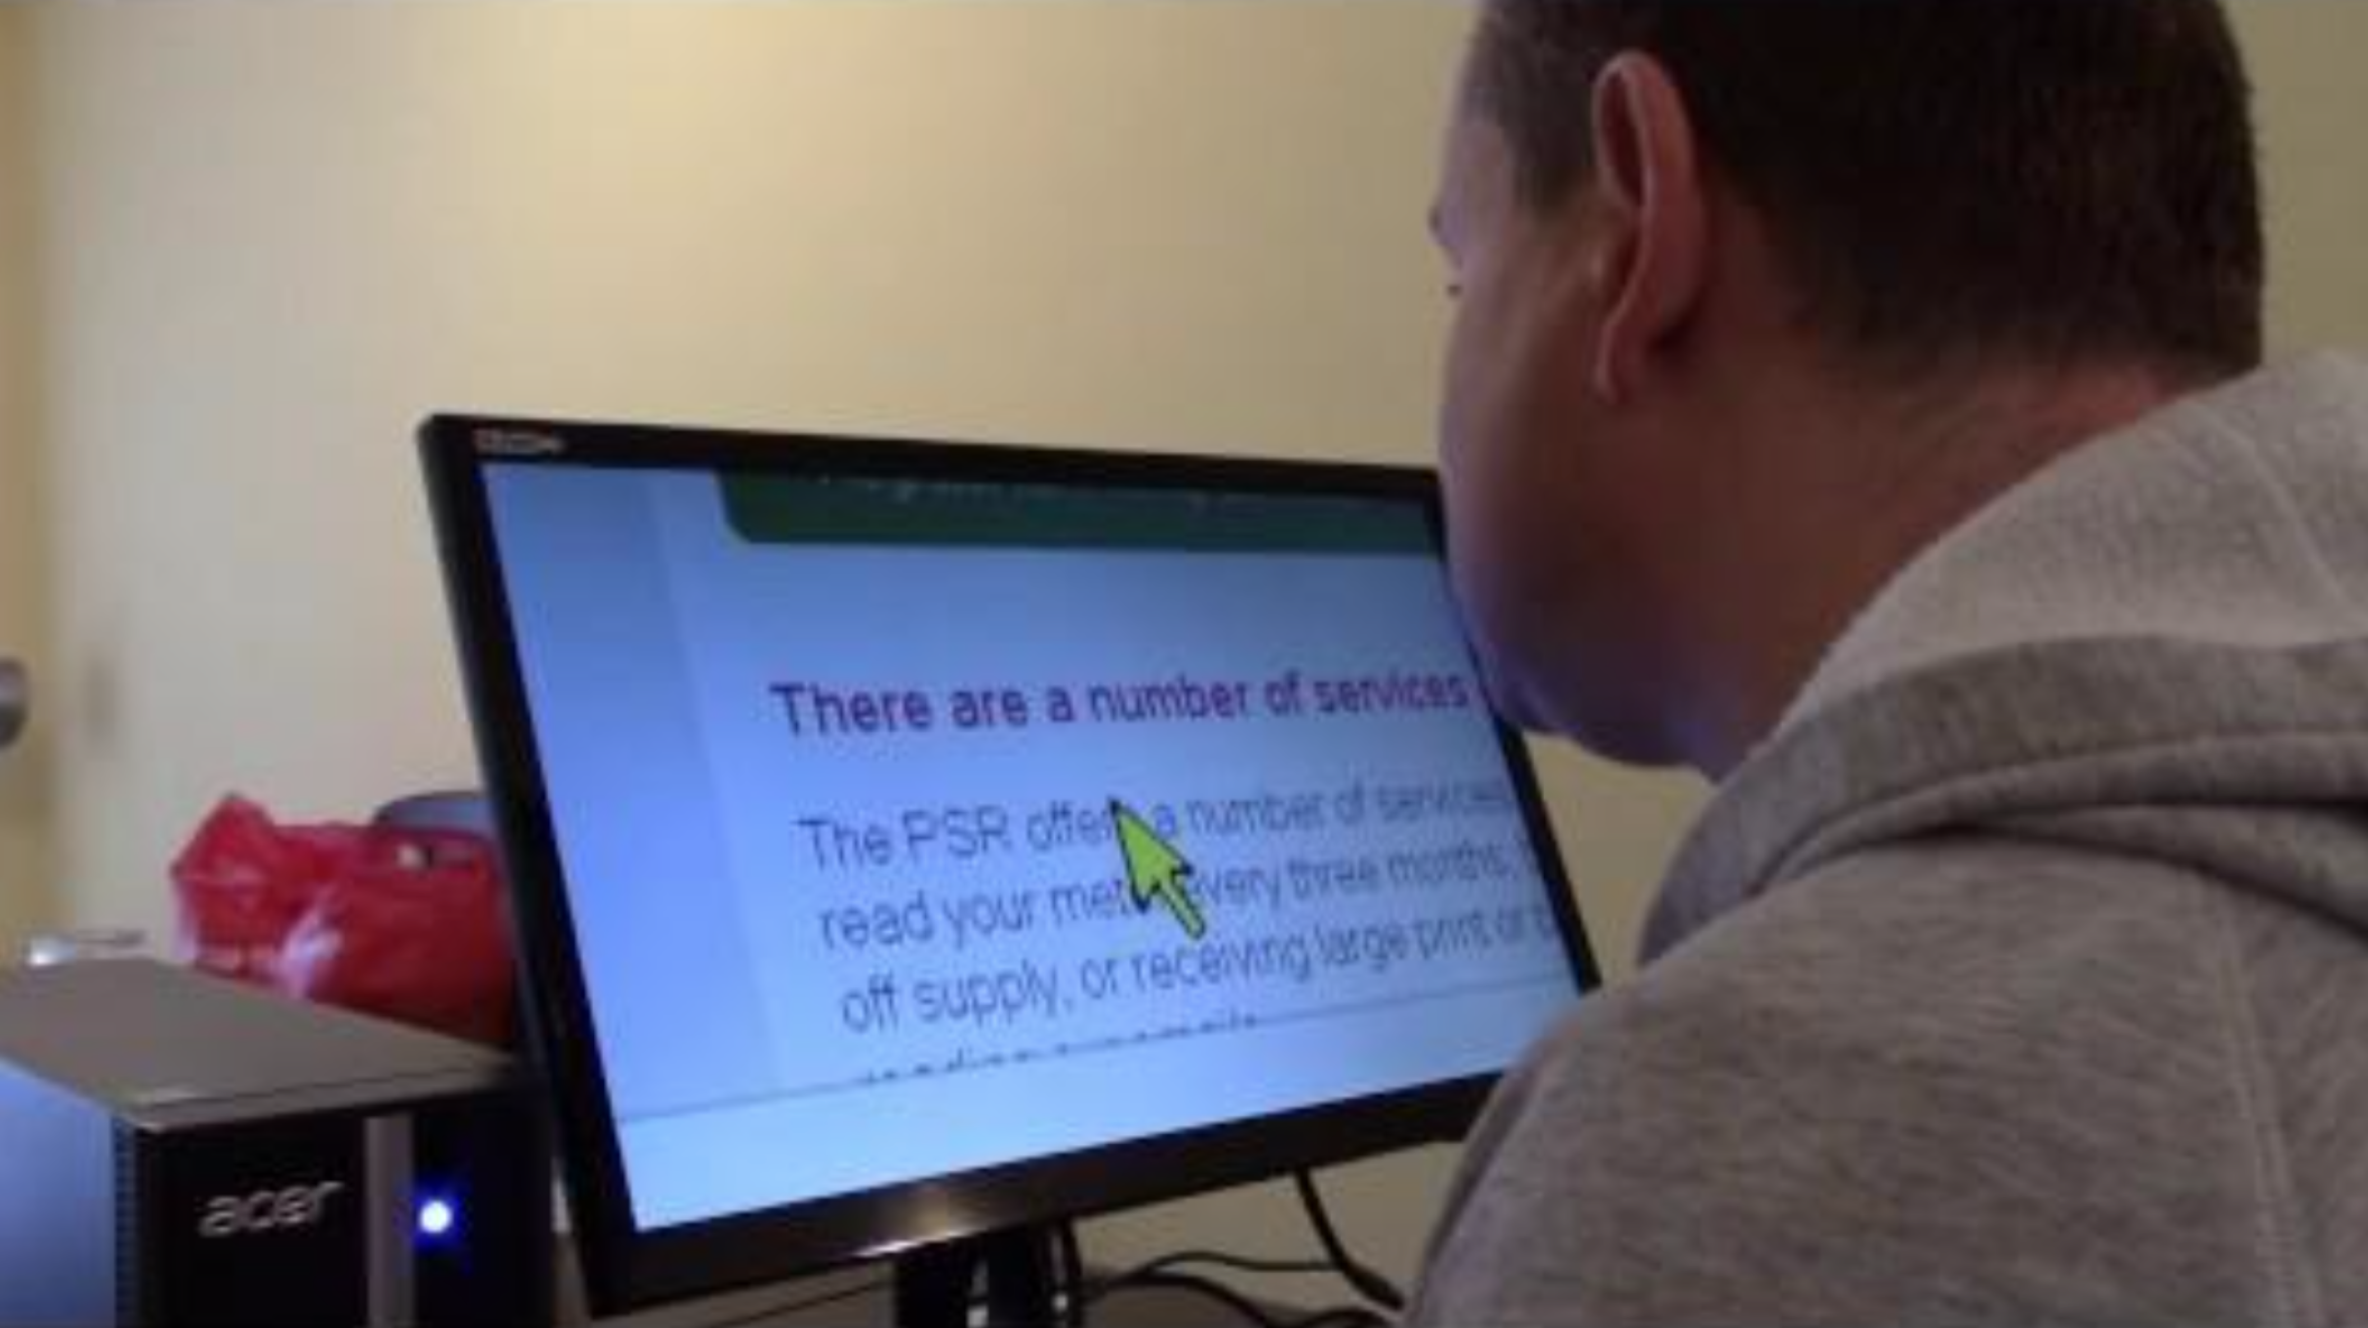 There are a number of services
The PSR offers a number of services
read your meter every three months,
off supply, or receiving large print or
acer